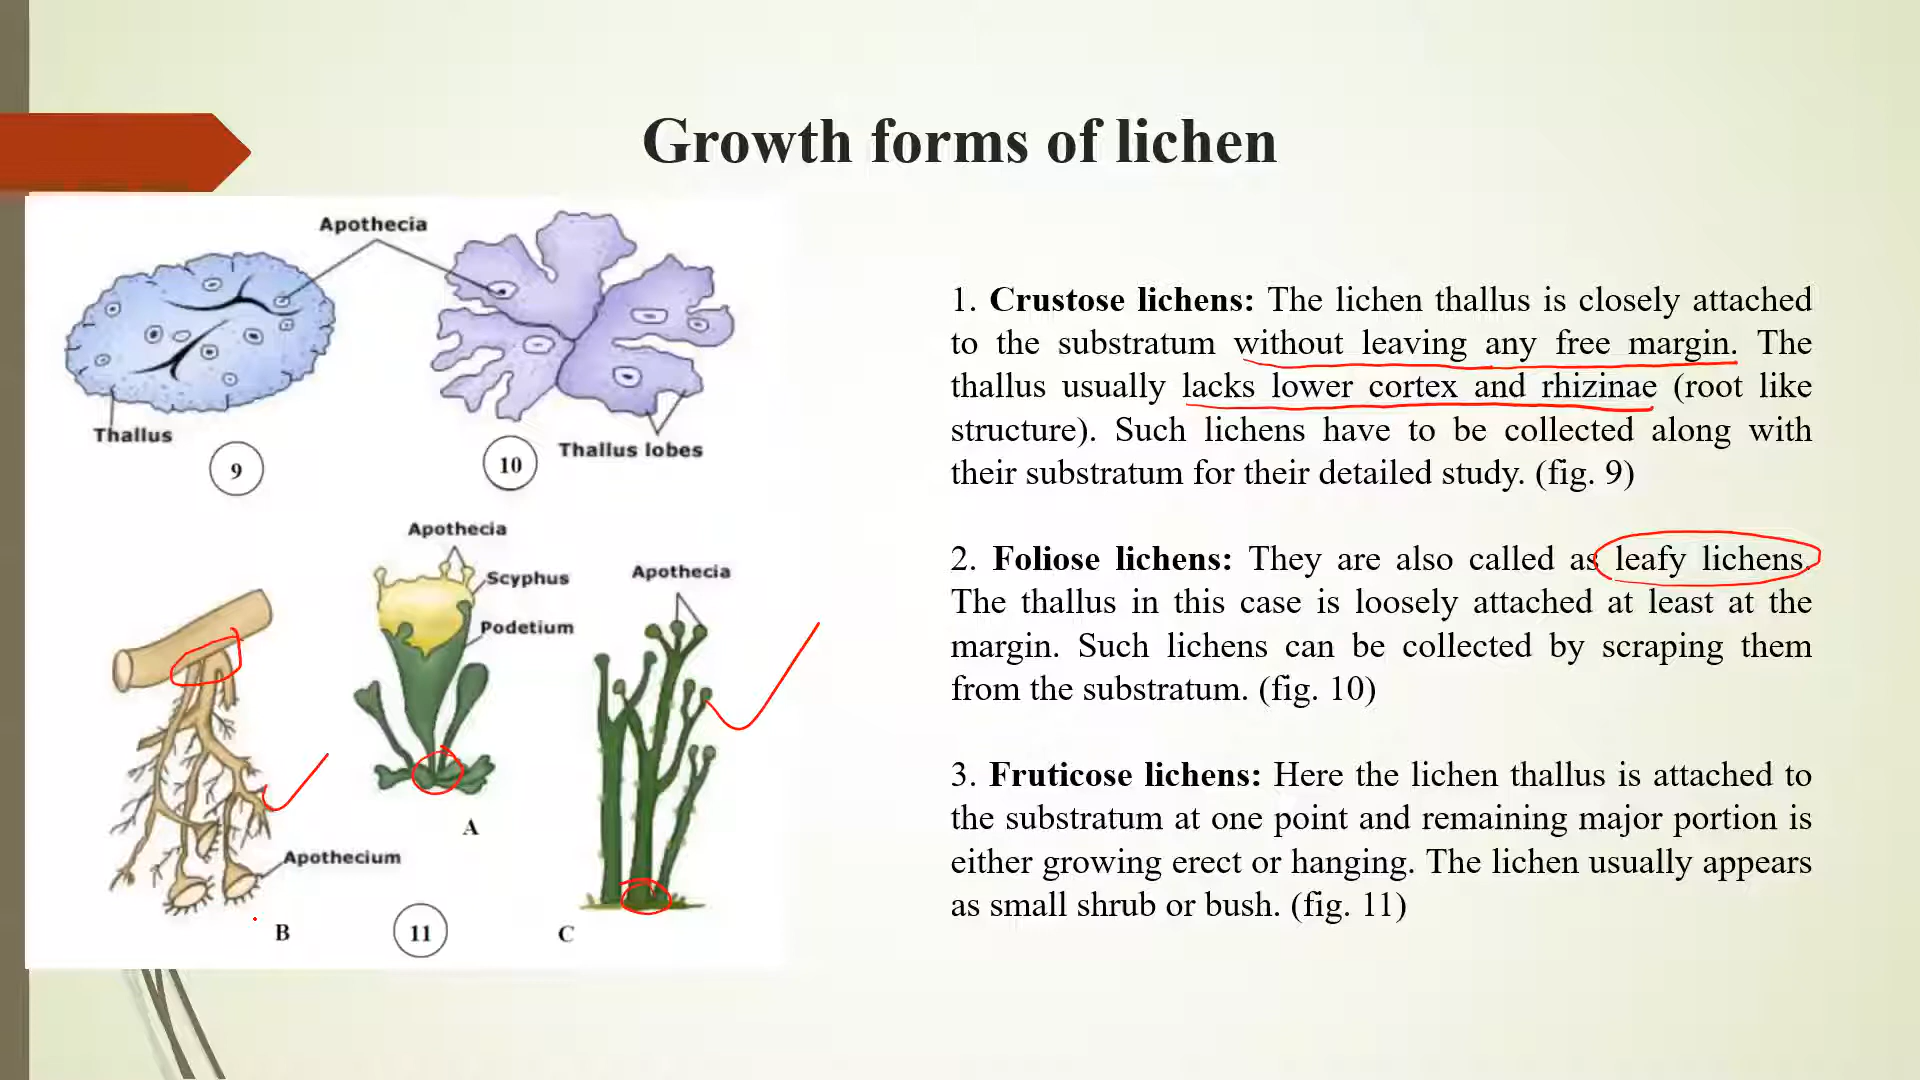 Growth forms of lichen
Apothecia
Thallus
9
10
Thallus lobes
Apothecia
Scyphus
Podetium
Apothecia
A
Apothecium
B
11
C
1. Crustose lichens: The lichen thallus is closely attached
to the substratum without leaving any free margin. The
thallus usually lacks lower cortex and rhizinae (root like
structure). Such lichens have to be collected along with
their substratum for their detailed study. (fig. 9)
2. Foliose lichens: They are also called as leafy lichens.
The thallus in this case is loosely attached at least at the
margin. Such lichens can be collected by scraping them
from the substratum. (fig. 10)
3. Fruticose lichens: Here the lichen thallus is attached to
the substratum at one point and remaining major portion is
either growing erect or hanging. The lichen usually appears
as small shrub or bush. (fig. 11)